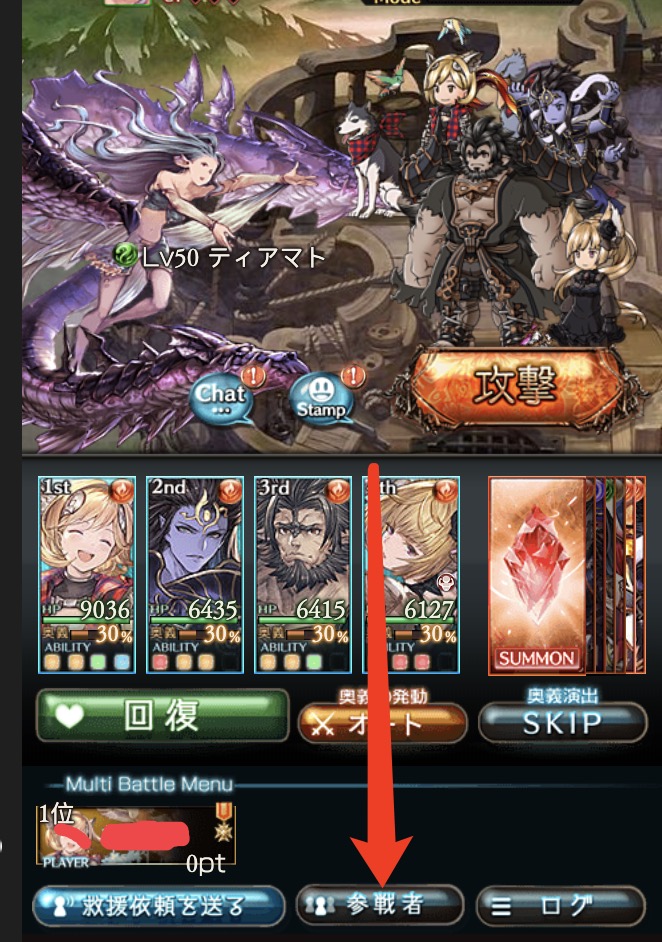 Mode
Lv50 ティアマト
Chat
Stamp
攻撃
1st
2nd
3rd
HP 9036
HP 6435
HP 6415
6127
奥義 30%
奥義 30%
奥義 30%
奥義 30%
ABILITY
ABILITY
ABILITY
ABILITY
SUMMON
回復
奥義の発動
オート
奥義演出
SKIP
Multi Battle Menu
1位
PLAYER
0pt
救援依頼を送る
参戦者
ログ